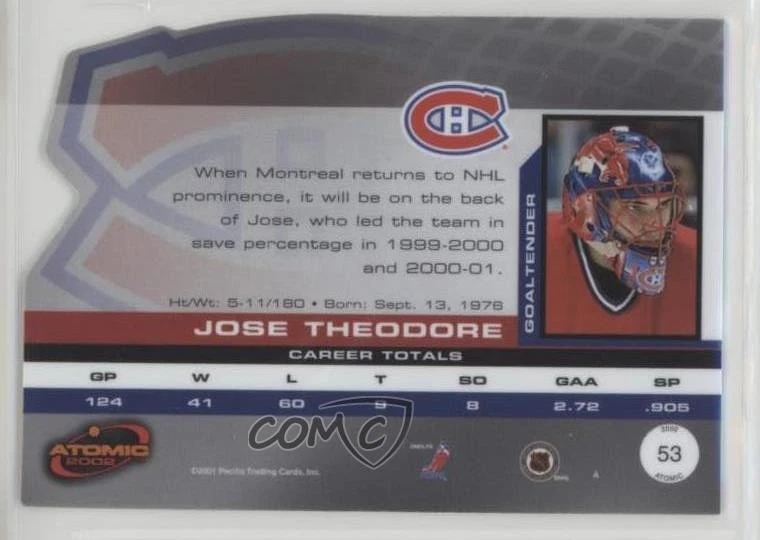 When Montreal returns to NHL
prominence, it will be on the back
of Jose, who led the team in
save percentage in 1999-2000
and 2000-01.
Ht/Wt: 5-11/180 • Born: Sept. 13, 1976
GOALTENDER
JOSE THEODORE
CAREER TOTALS
GP W L T SO GAA SP
124 41 60 9 8 2.72 .905
ATOMIC
2002
©2001 Pacific Trading Cards, Inc.
COMC
53
ATOMIC